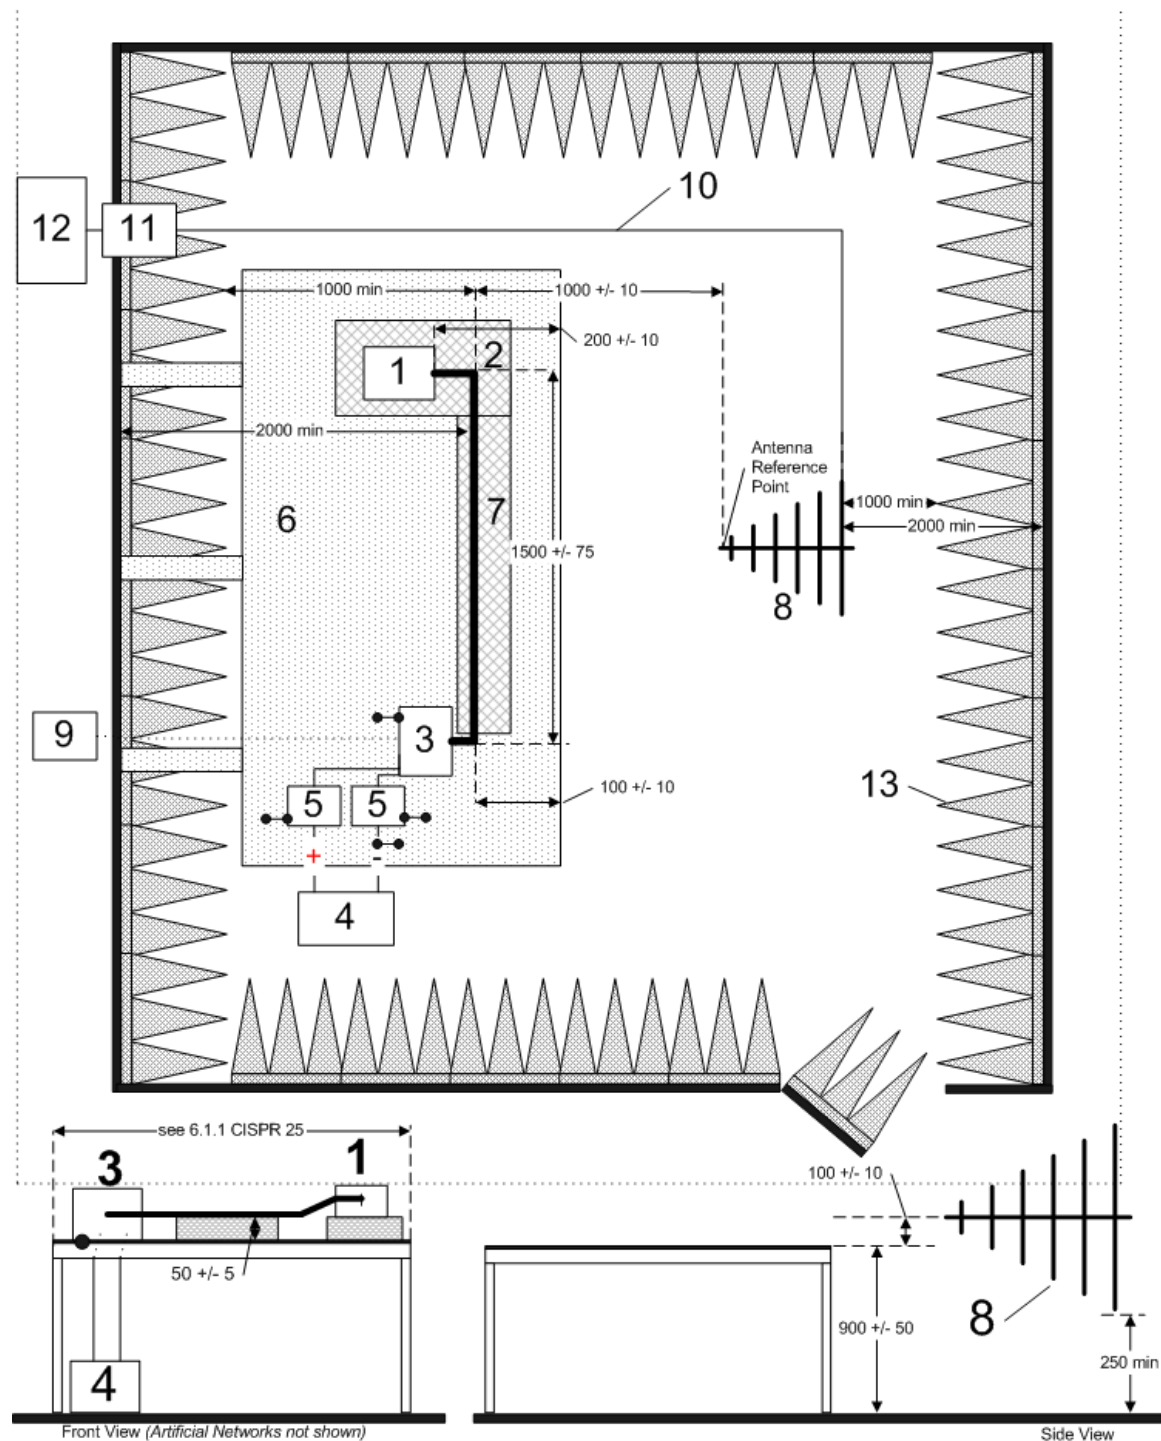 10
12
11
1000 min
1000 +/- 10
200 +/- 10
2
1
2000 min
Antenna
Reference
Point
1000 min
7
6
2000 min
1500 +/- 75
8
9
3
13
100 +/- 10
5
5
+
-
4
see 6.1.1 CISPR 25
3
1
100 +/- 10
50 +/- 5
8
900 +/- 50
250 min
4
Front View (Artificial Networks not shown)
Side View